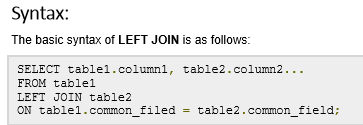 Syntax:
The basic syntax of LEFT JOIN is as follows:
SELECT table1.column1, table2.column2...
FROM table1
LEFT JOIN table2
ON table1.common_filed = table2.common_field;